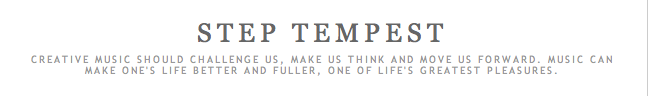 STEP TEMPEST
CREATIVE MUSIC SHOULD CHALLENGE US, MAKE US THINK AND MOVE US FORWARD. MUSIC CAN
MAKE ONE'S LIFE BETTER AND FULLER, ONE OF LIFE'S GREATEST PLEASURES.